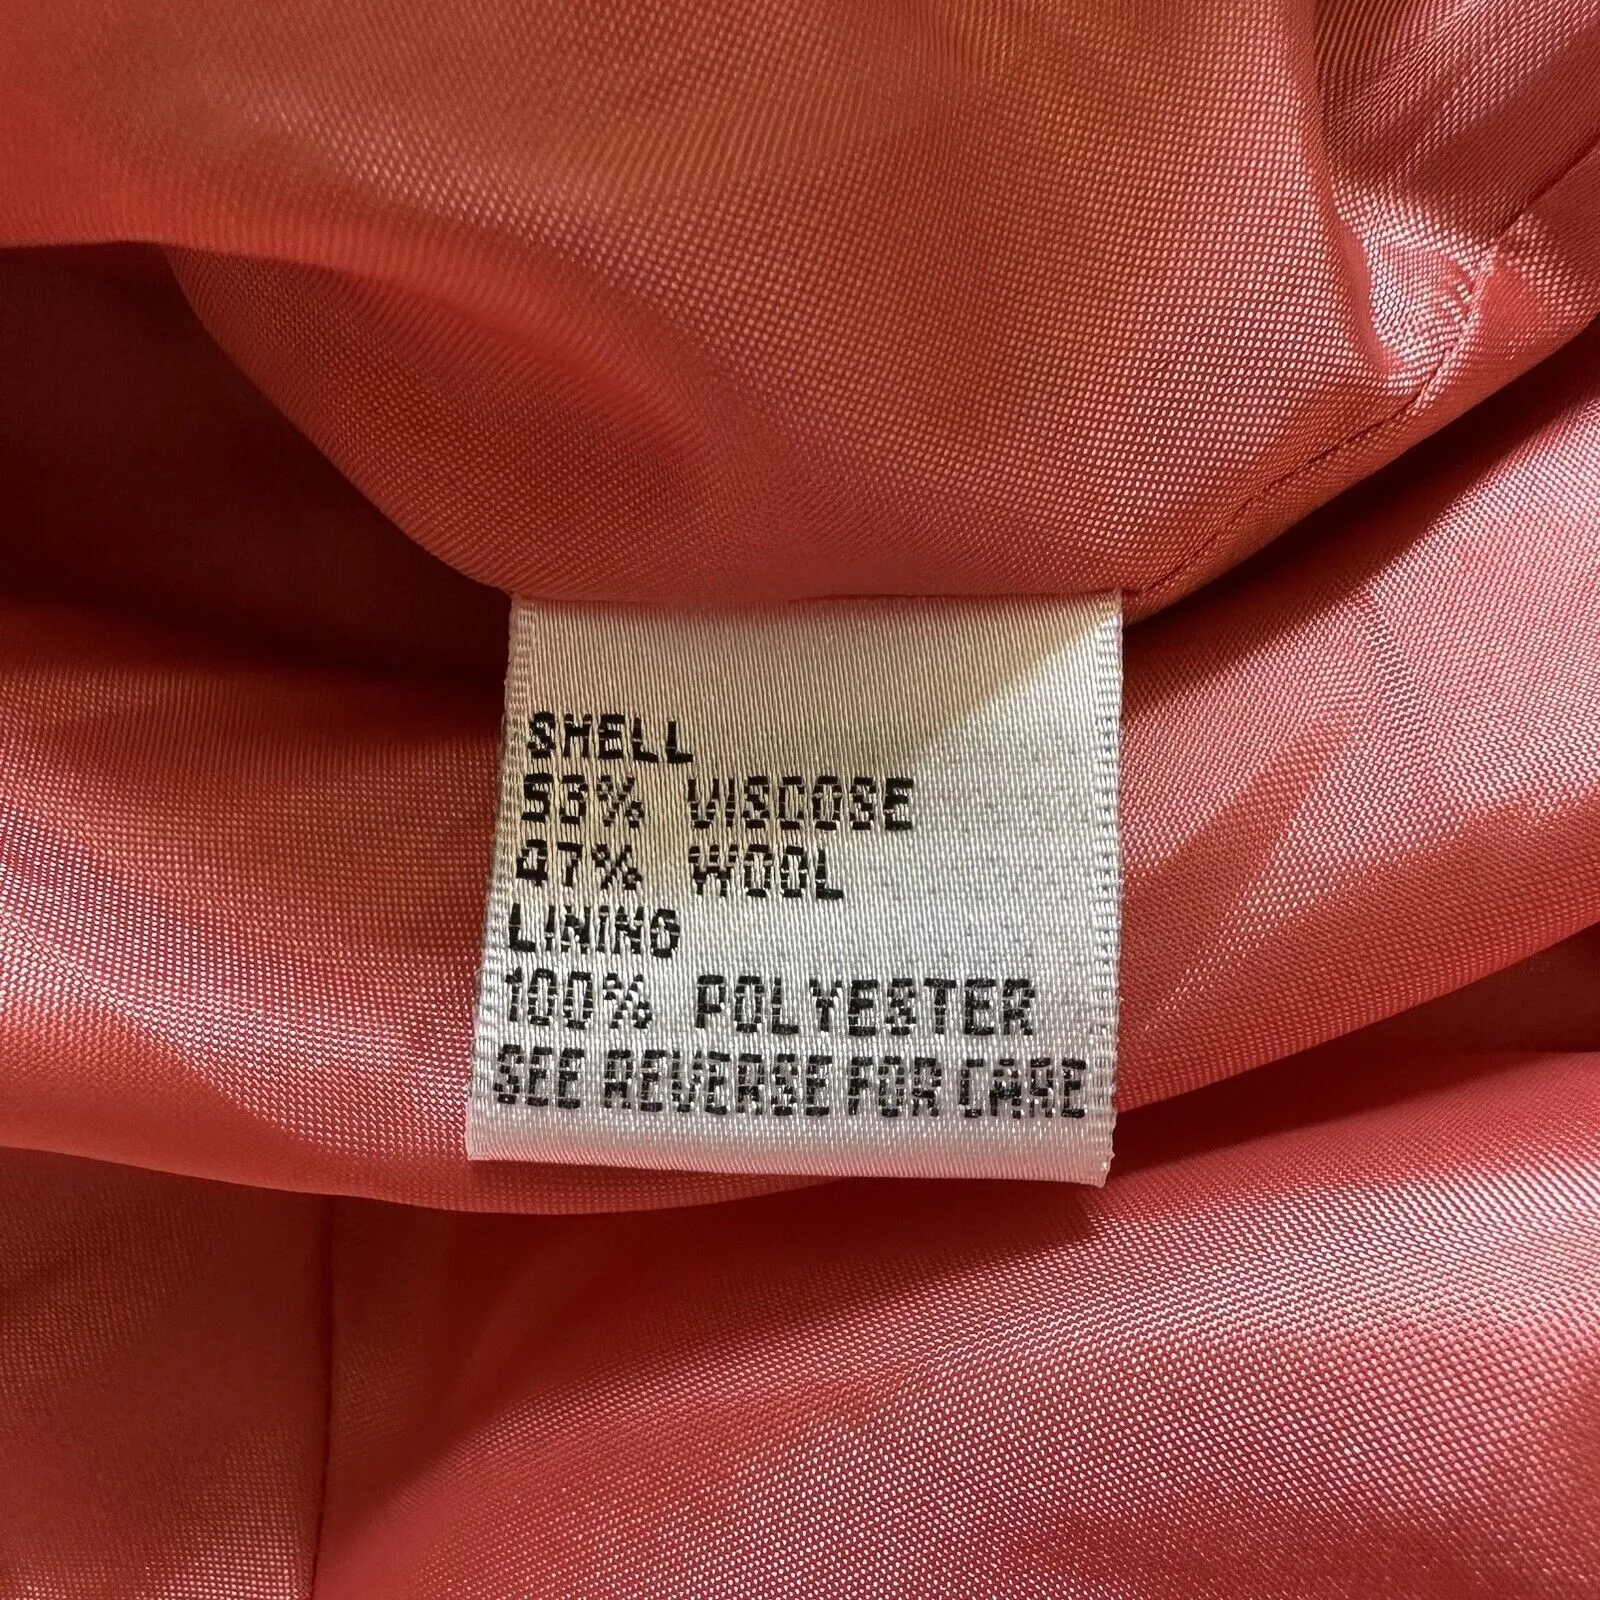 SHELL
53% VISCOSE
47% WOOL
LINING
100% POLYESTER
SEE REVERSE FOR CARE